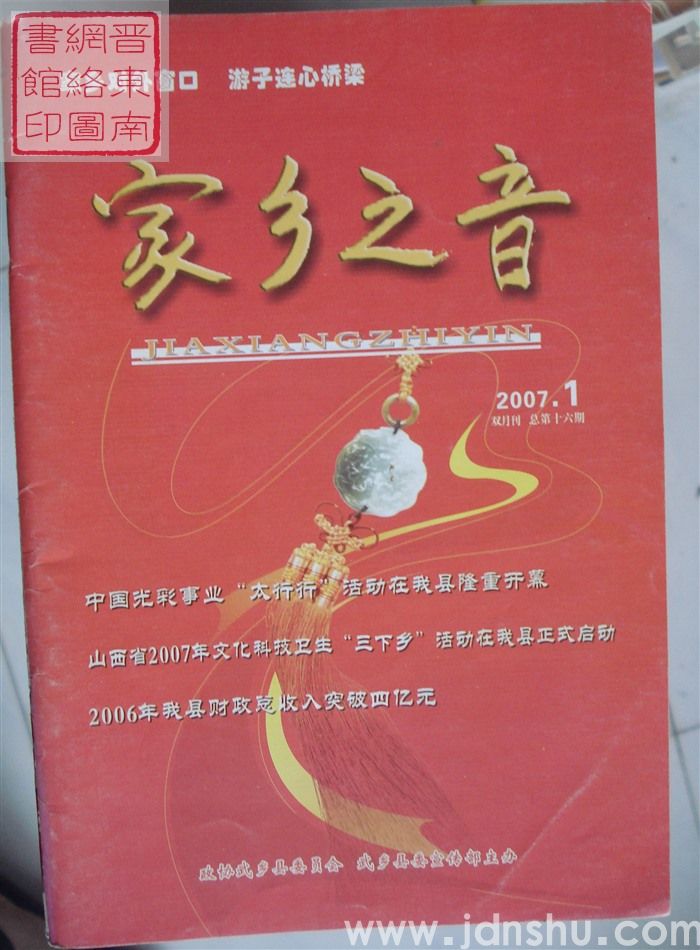 晋东南
網絡圖
書館印
窗口 游子连心桥梁
家乡之音
JIAXIANGZHIYIN
2007.1
双月刊 总第十六期
中国光彩事业“太行行”活动在我县隆重开幕
山西省2007年文化科技卫生“三下乡”活动在我县正式启动
2006年我县财政总收入突破四亿元
政协武乡县委员会 武乡县委宣传部主办
www.jdnshu.com